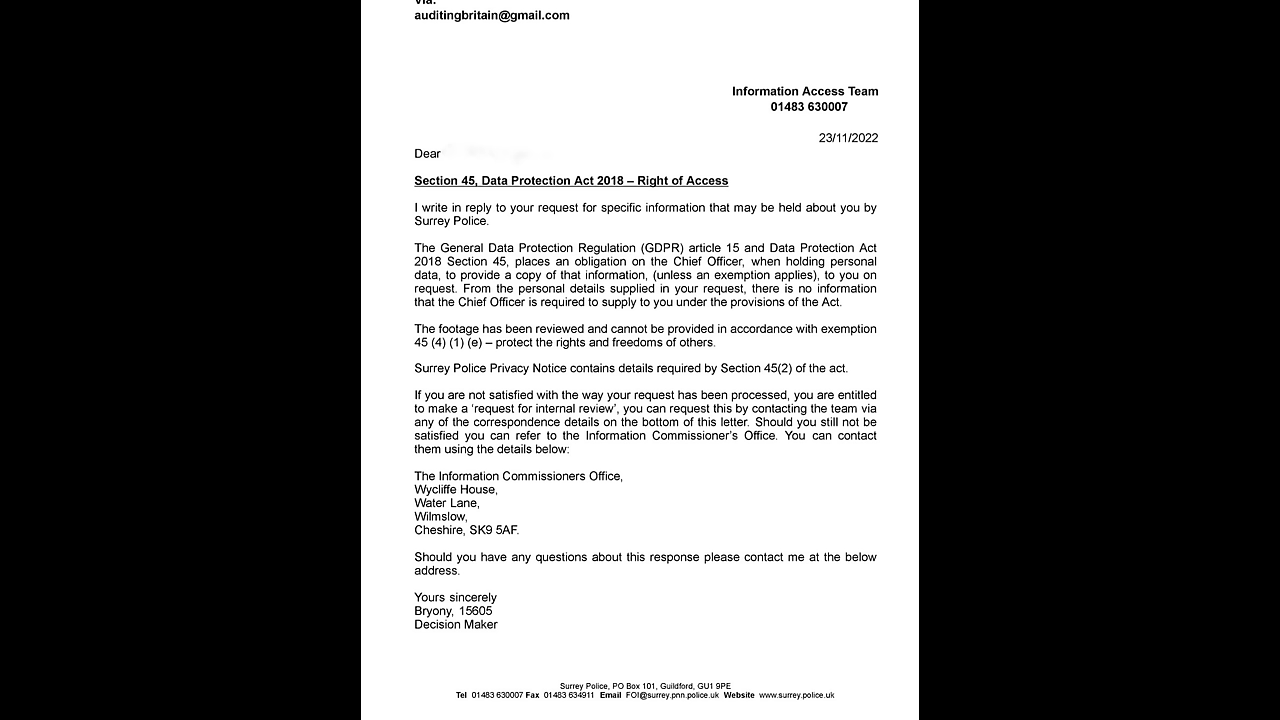 Via:
auditingbritain@gmail.com
Information Access Team
01483 630007
23/11/2022
Dear
Section 45, Data Protection Act 2018 – Right of Access
I write in reply to your request for specific information that may be held about you by
Surrey Police.
The General Data Protection Regulation (GDPR) article 15 and Data Protection Act
2018 Section 45, places an obligation on the Chief Officer, when holding personal
data, to provide a copy of that information, (unless an exemption applies), to you on
request. From the personal details supplied in your request, there is no information
that the Chief Officer is required to supply to you under the provisions of the Act.
The footage has been reviewed and cannot be provided in accordance with exemption
45 (4) (1) (e) – protect the rights and freedoms of others.
Surrey Police Privacy Notice contains details required by Section 45(2) of the act.
If you are not satisfied with the way your request has been processed, you are entitled
to make a ‘request for internal review’, you can request this by contacting the team via
any of the correspondence details on the bottom of this letter. Should you still not be
satisfied you can refer to the Information Commissioner’s Office. You can contact
them using the details below:
The Information Commissioners Office,
Wycliffe House,
Water Lane,
Wilmslow,
Cheshire, SK9 5AF.
Should you have any questions about this response please contact me at the below
address.
Yours sincerely
Bryony, 15605
Decision Maker
Surrey Police, PO Box 101, Guildford, GU1 9PE
Tel 01483 630007 Fax 01483 634911 Email FOI@surrey.pnn.police.uk Website www.surrey.police.uk